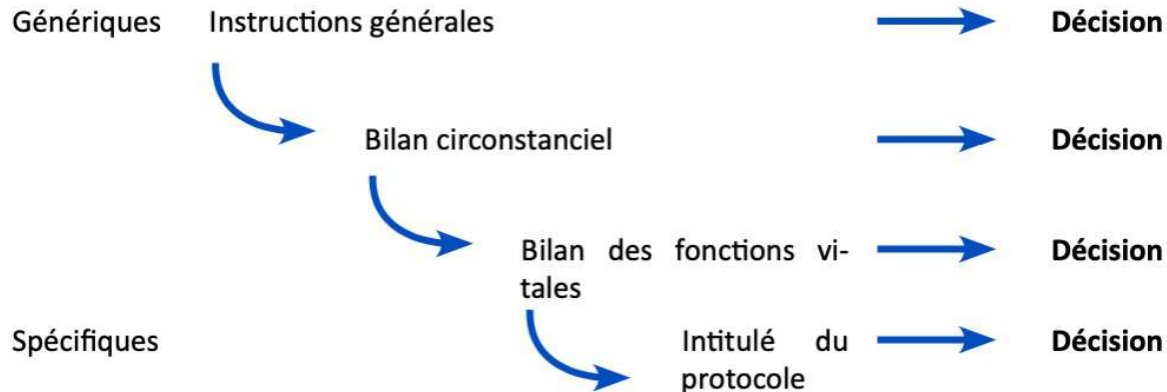 Génériques Instructions générales Décision
Bilan circonstanciel Décision
Bilan des fonctions vi- Décision
tales
Spécifiques Intitulé du Décision
protocole